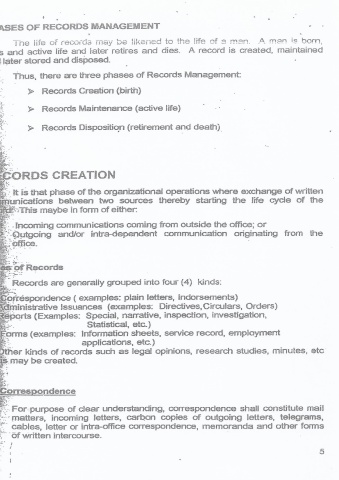 ASES OF RECORDS MANAGEMENT
The life of records may be likened to the life of a man. A man is born,
s and active life and later retires and dies. A record is created, maintained
later stored and disposed.
Thus, there are three phases of Records Management:
➢ Records Creation (birth)
➢ Records Maintenance (active life)
➢ Records Disposition (retirement and death)
CORDS CREATION
It is that phase of the organizational operations where exchange of written
mmunications between two sources thereby starting the life cycle of the
This maybe in form of either:
Incoming communications coming from outside the office; or
Outgoing and/or intra-dependent communication originating from the
office.
es of Records
Records are generally grouped into four (4) kinds:
Correspondence ( examples: plain letters, Indorsements)
dministrative Issuances (examples: Directives,Circulars, Orders)
eports (Examples: Special, narrative, inspection, investigation,
Statistical, etc.)
Forms (examples: Information sheets, service record, employment
applications, etc.)
Other kinds of records such as legal opinions, research studies, minutes, etc
s may be created.
Correspondence
For purpose of clear understanding, correspondence shall constitute mail
matters, incoming letters, carbon copies of outgoing letters, telegrams,
cables, letter or intra-office correspondence, memoranda and other forms
of written intercourse.
5